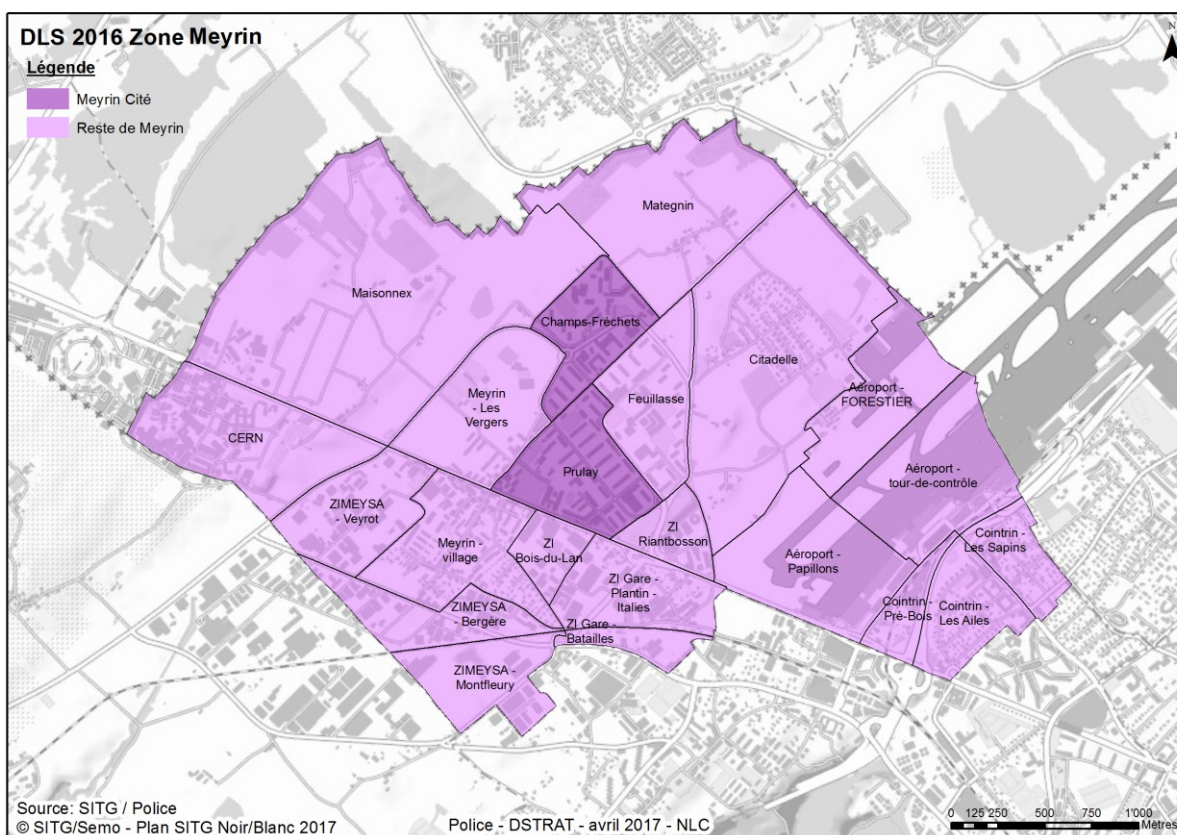 DLS 2016 Zone Meyrin
Légende
Meyrin Cité
Reste de Meyrin
N
Mategnin
Maisonnex
Champs-Fréchets
Citadelle
Meyrin
- Les
Vergers
Feuillasse
Aéroport -
FORESTIER
CERN
Prulay
Aéroport -
tour-de-contrôle
ZIMEYSA
- Veyrot
Meyrin -
village
ZI
Bois-du-Lan
ZI
Riantbosson
Cointrin -
Les Sapins
Aéroport -
Papillons
ZI Gare -
Plantin -
Italies
Cointrin -
Pré-Bois
Cointrin -
Les Ailes
ZIMEYSA
- Bergère
ZI Gare -
Batailles
ZIMEYSA -
Montfleury
Source: SITG / Police
© SITG/Semo - Plan SITG Noir/Blanc 2017
Police - DSTRAT - avril 2017 - NLC
0 125 250 500 750 1'000
Mètres